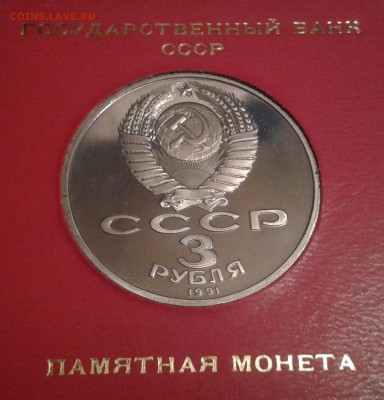 COINS.LAVE.RU
ГОСУДАРСТВЕННЫЙ БАНК
СССР
СССР
3
РУБЛЯ
1991
ПАМЯТНАЯ МОНЕТА